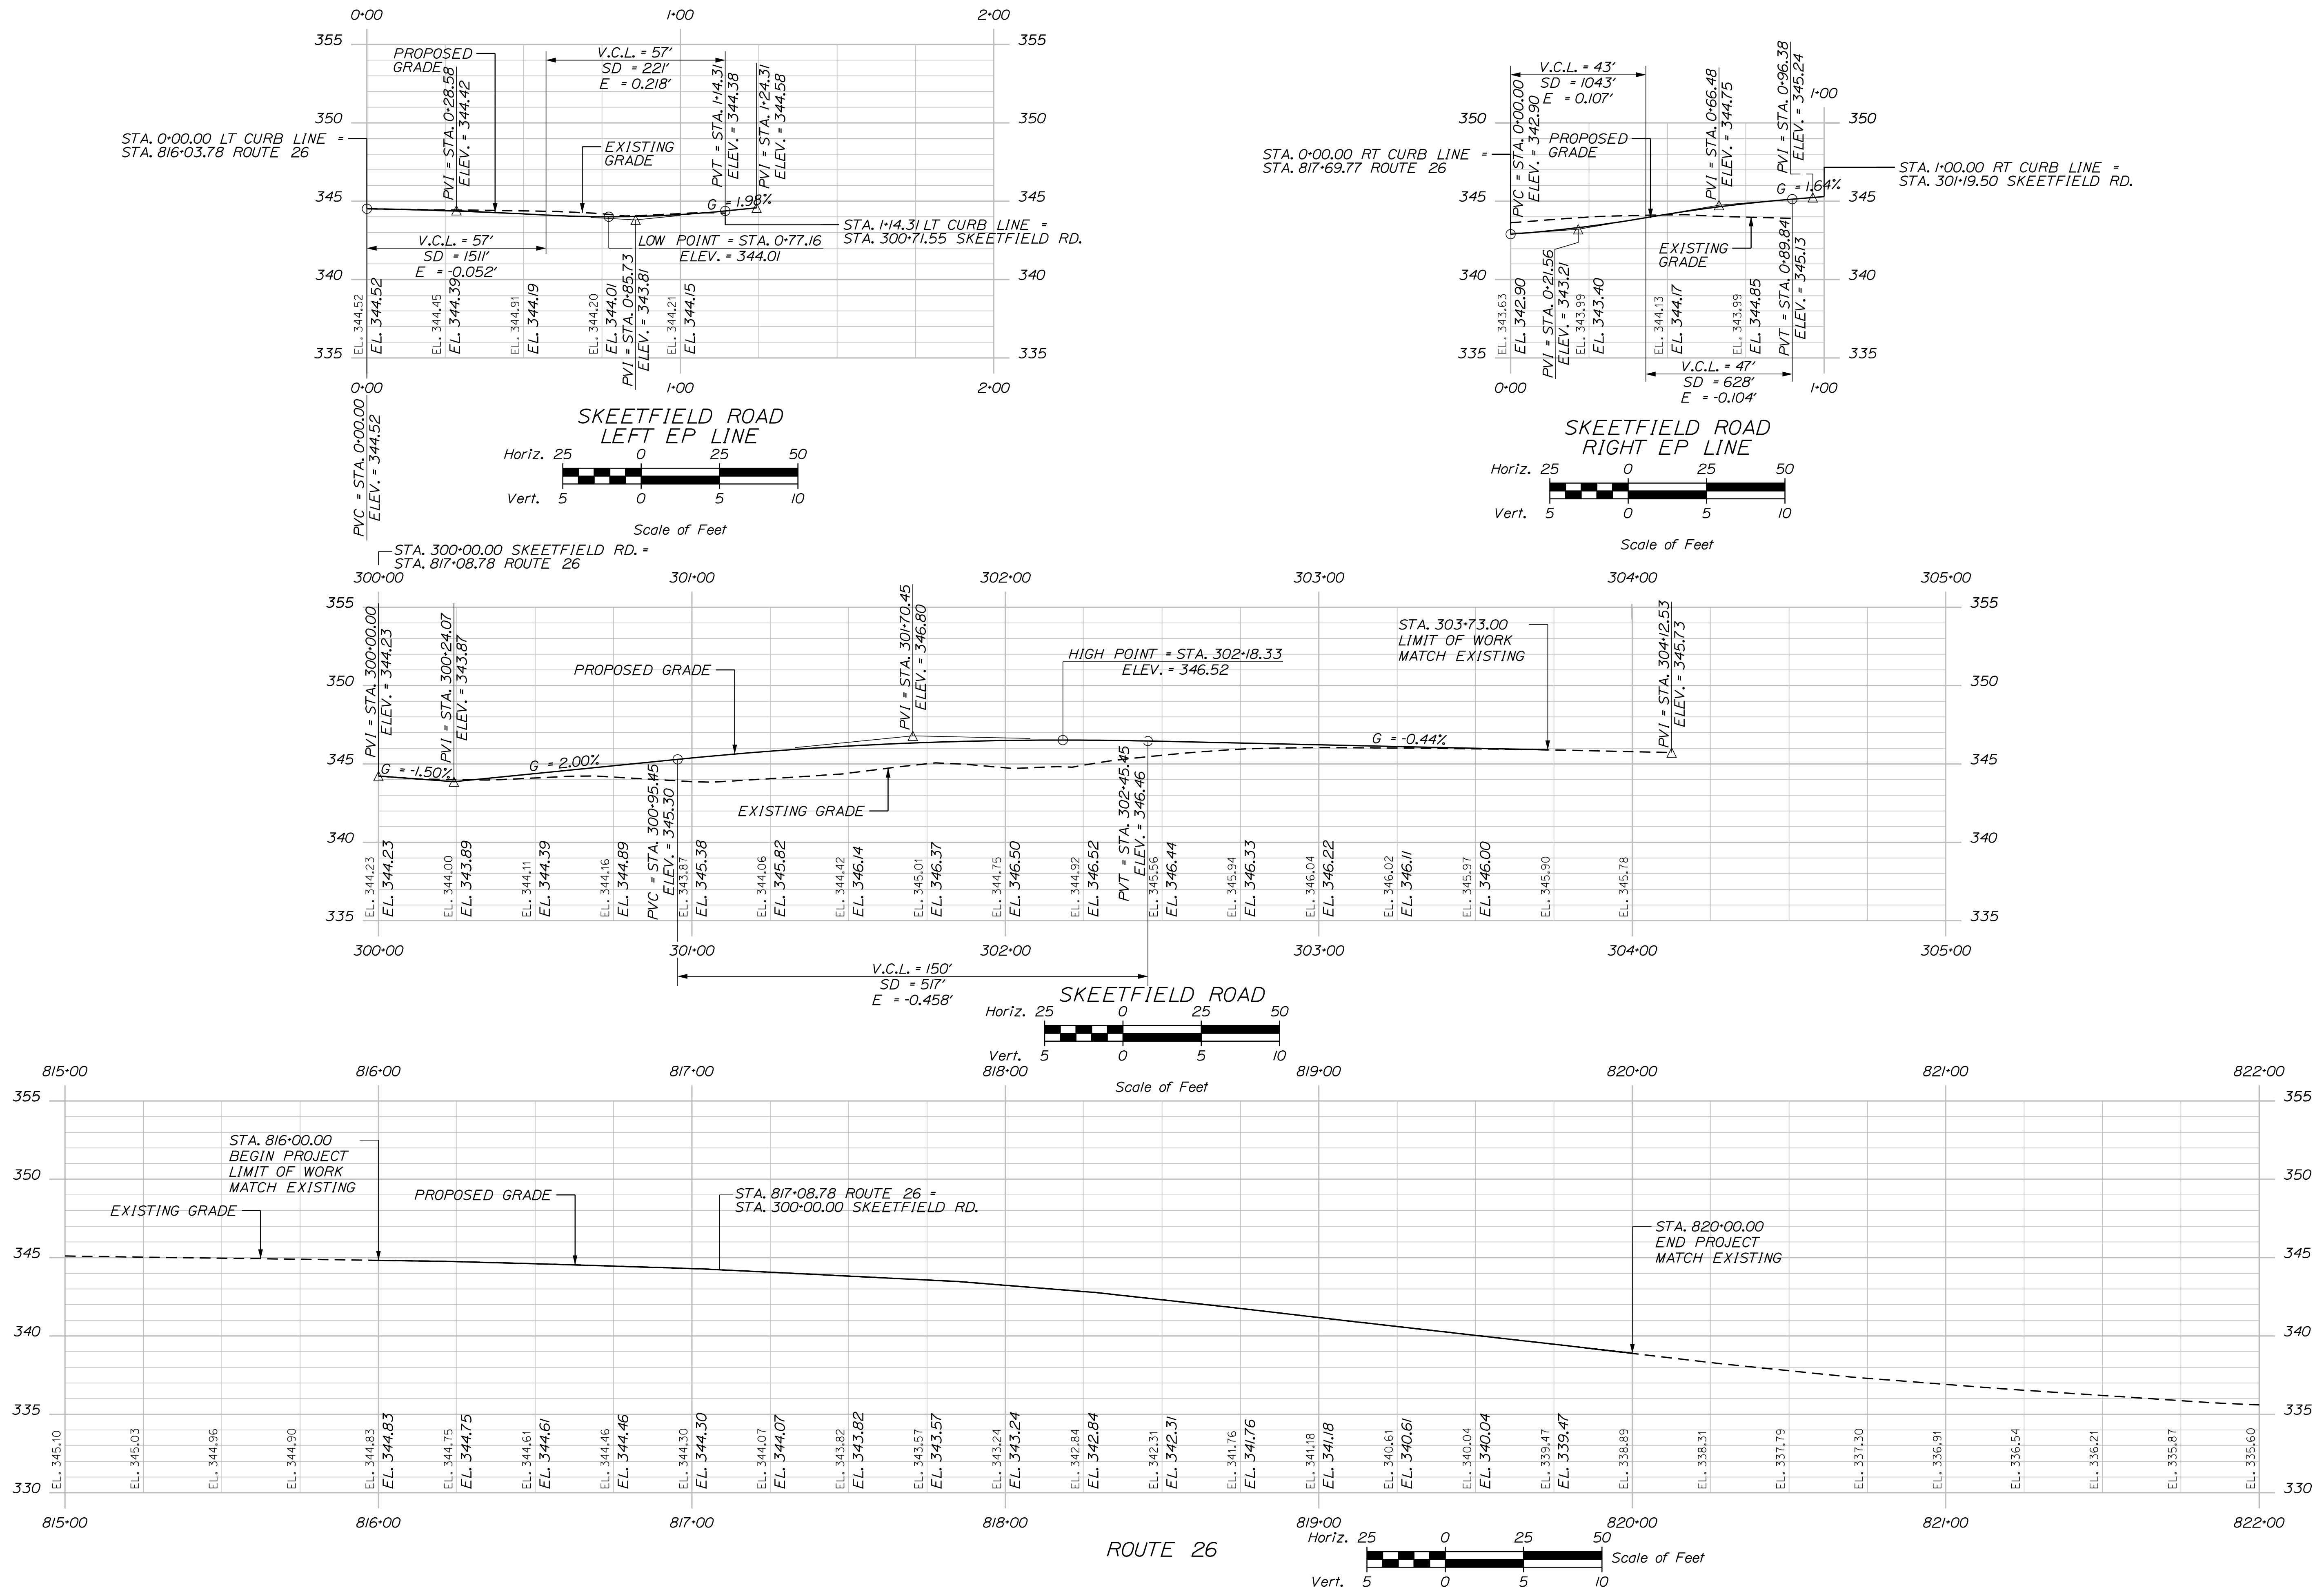 0+00 1+00 2+00
355 355
350 350
345 345
340 340
335 335
0+00 1+00 2+00
PROPOSED
GRADE
V.C.L. = 57'
SD = 221'
E = 0.218'
PVI = STA. 0+28.58
ELEV. = 344.42
PVT = STA. 1+14.31
ELEV. = 344.38
PVI = STA. 1+24.31
ELEV. = 344.58
STA. 0+00.00 LT CURB LINE =
STA. 816+03.78 ROUTE 26
EXISTING
GRADE
G = 1.98%
STA. 1+14.31 LT CURB LINE =
STA. 300+71.55 SKEETFIELD RD.
V.C.L. = 57'
SD = 1511'
E = -0.052'
LOW POINT = STA. 0+77.16
ELEV. = 344.01
PVI = STA. 0+85.73
ELEV. = 343.81
EL. 344.52
EL. 344.52
EL. 344.45
EL. 344.39
EL. 344.91
EL. 344.19
EL. 344.20
EL. 344.01
EL. 344.21
EL. 344.15
PVC = STA. 0+00.00
ELEV. = 344.52
SKEETFIELD ROAD
LEFT EP LINE
Horiz. 25 0 25 50
Vert. 5 0 5 10
Scale of Feet
V.C.L. = 43'
SD = 1043'
E = 0.107'
PVC = STA. 0+00.00
ELEV. = 342.90
PVI = STA. 0+66.48
ELEV. = 344.75
PVI = STA. 0+96.38
ELEV. = 345.24
1+00
350 350
345 345
340 340
335 335
0+00 1+00
PROPOSED
GRADE
STA. 0+00.00 RT CURB LINE =
STA. 817+69.77 ROUTE 26
G = 1.64%
STA. 1+00.00 RT CURB LINE =
STA. 301+19.50 SKEETFIELD RD.
EXISTING
GRADE
PVI = STA. 0+21.56
ELEV. = 343.21
PVT = STA. 0+89.84
ELEV. = 345.13
EL. 343.63
EL. 342.90
EL. 343.99
EL. 343.40
EL. 344.13
EL. 344.17
EL. 343.99
EL. 344.85
V.C.L. = 47'
SD = 628'
E = -0.104'
SKEETFIELD ROAD
RIGHT EP LINE
Horiz. 25 0 25 50
Vert. 5 0 5 10
Scale of Feet
STA. 300+00.00 SKEETFIELD RD. =
STA. 817+08.78 ROUTE 26
300+00 301+00 302+00 303+00 304+00 305+00
355 355
350 350
345 345
340 340
335 335
300+00 301+00 302+00 303+00 304+00 305+00
PVI = STA. 300+00.00
ELEV. = 344.23
PVI = STA. 300+24.07
ELEV. = 343.87
PROPOSED GRADE
PVI = STA. 301+70.45
ELEV. = 346.80
HIGH POINT = STA. 302+18.33
ELEV. = 346.52
STA. 303+73.00
LIMIT OF WORK
MATCH EXISTING
PVI = STA. 304+12.53
ELEV. = 345.73
G = -1.50%
G = 2.00%
G = -0.44%
EXISTING GRADE
PVC = STA. 300+95.45
ELEV. = 345.30
PVT = STA. 302+45.45
ELEV. = 346.46
EL. 344.23
EL. 344.23
EL. 344.00
EL. 343.89
EL. 344.11
EL. 344.39
EL. 344.16
EL. 344.89
EL. 343.87
EL. 345.38
EL. 344.06
EL. 345.82
EL. 344.42
EL. 346.14
EL. 345.01
EL. 346.37
EL. 344.75
EL. 346.50
EL. 344.92
EL. 346.52
EL. 345.56
EL. 346.44
EL. 345.94
EL. 346.33
EL. 346.04
EL. 346.22
EL. 346.02
EL. 346.11
EL. 345.97
EL. 346.00
EL. 345.90
EL. 345.78
V.C.L. = 150'
SD = 517'
E = -0.458'
SKEETFIELD ROAD
Horiz. 25 0 25 50
Vert. 5 0 5 10
Scale of Feet
815+00 816+00 817+00 818+00 819+00 820+00 821+00 822+00
355 355
350 350
345 345
340 340
335 335
330 330
STA. 816+00.00
BEGIN PROJECT
LIMIT OF WORK
MATCH EXISTING
EXISTING GRADE
PROPOSED GRADE
STA. 817+08.78 ROUTE 26 =
STA. 300+00.00 SKEETFIELD RD.
STA. 820+00.00
END PROJECT
MATCH EXISTING
EL. 345.10
EL. 345.03
EL. 344.96
EL. 344.90
EL. 344.83
EL. 344.83
EL. 344.75
EL. 344.75
EL. 344.61
EL. 344.61
EL. 344.46
EL. 344.46
EL. 344.30
EL. 344.30
EL. 344.07
EL. 344.07
EL. 343.82
EL. 343.82
EL. 343.57
EL. 343.57
EL. 343.24
EL. 343.24
EL. 342.84
EL. 342.84
EL. 342.31
EL. 342.31
EL. 341.76
EL. 341.76
EL. 341.18
EL. 341.18
EL. 340.61
EL. 340.61
EL. 340.04
EL. 340.04
EL. 339.47
EL. 339.47
EL. 338.89
EL. 338.31
EL. 337.79
EL. 337.30
EL. 336.91
EL. 336.54
EL. 336.21
EL. 335.87
EL. 335.60
815+00 816+00 817+00 818+00 819+00 820+00 821+00 822+00
ROUTE 26
Horiz. 25 0 25 50
Scale of Feet
Vert. 5 0 5 10